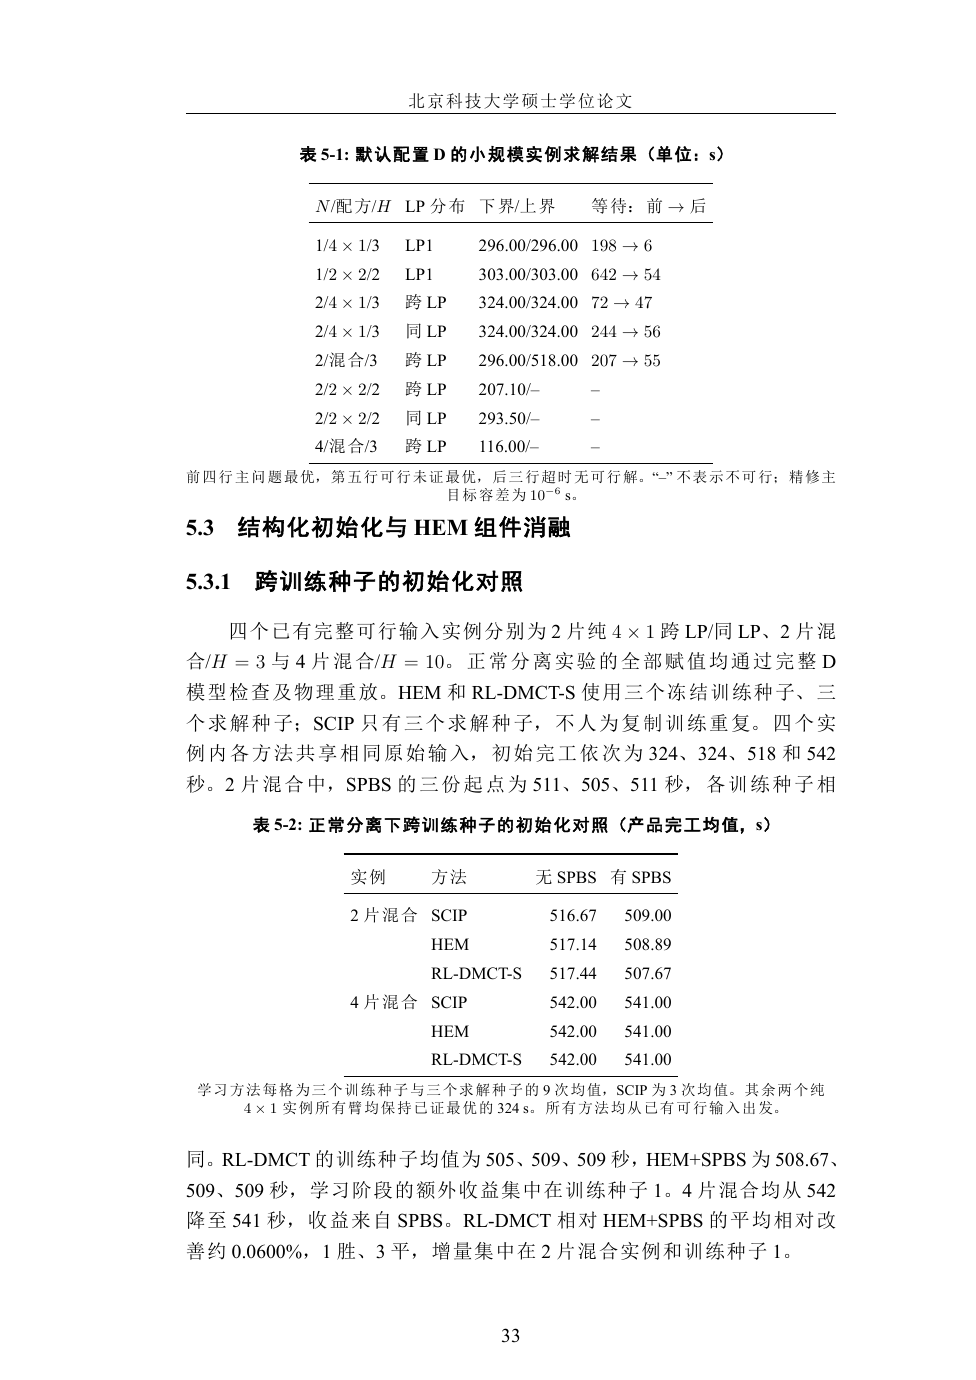 北京科技大学硕士学位论文
表 5-1: 默认配置 D 的小规模实例求解结果（单位：s）
N/配方/H LP 分布 下界/上界 等待：前 → 后
1/4 × 1/3 LP1 296.00/296.00 198 → 6
1/2 × 2/2 LP1 303.00/303.00 642 → 54
2/4 × 1/3 跨 LP 324.00/324.00 72 → 47
2/4 × 1/3 同 LP 324.00/324.00 244 → 56
2/混合/3 跨 LP 296.00/518.00 207 → 55
2/2 × 2/2 跨 LP 207.10/– –
2/2 × 2/2 同 LP 293.50/– –
4/混合/3 跨 LP 116.00/– –
前四行主问题最优，第五行可行未证最优，后三行超时无可行解。“–” 不表示不可行；精修主
目标容差为 10⁻⁶ s。
5.3 结构化初始化与 HEM 组件消融
5.3.1 跨训练种子的初始化对照
四个已有完整可行输入实例分别为 2 片纯 4 × 1 跨 LP/同 LP、2 片混
合/H = 3 与 4 片混合/H = 10。正常分离实验的全部赋值均通过完整 D
模型检查及物理重放。HEM 和 RL-DMCT-S 使用三个冻结训练种子、三
个求解种子；SCIP 只有三个求解种子，不人为复制训练重复。四个实
例内各方法共享相同原始输入，初始完工依次为 324、324、518 和 542
秒。2 片混合中，SPBS 的三份起点为 511、505、511 秒，各训练种子相
表 5-2: 正常分离下跨训练种子的初始化对照（产品完工均值，s）
实例 方法 无 SPBS 有 SPBS
2 片混合 SCIP 516.67 509.00
HEM 517.14 508.89
RL-DMCT-S 517.44 507.67
4 片混合 SCIP 542.00 541.00
HEM 542.00 541.00
RL-DMCT-S 542.00 541.00
学习方法每格为三个训练种子与三个求解种子的 9 次均值，SCIP 为 3 次均值。其余两个纯
4 × 1 实例所有臂均保持已证最优的 324 s。所有方法均从已有可行输入出发。
同。RL-DMCT 的训练种子均值为 505、509、509 秒，HEM+SPBS 为 508.67、
509、509 秒，学习阶段的额外收益集中在训练种子 1。4 片混合均从 542
降至 541 秒，收益来自 SPBS。RL-DMCT 相对 HEM+SPBS 的平均相对改
善约 0.0600%，1 胜、3 平，增量集中在 2 片混合实例和训练种子 1。
33